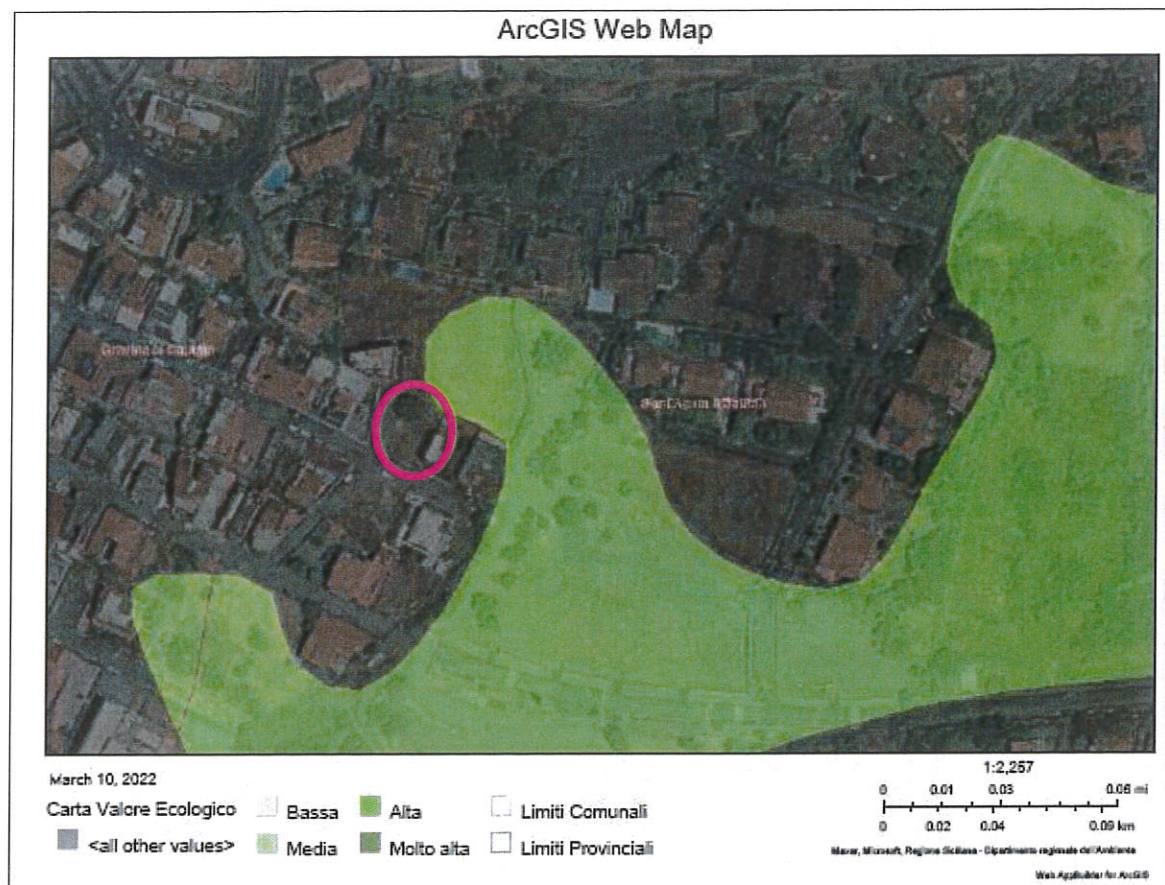 ArcGIS Web Map
March 10, 2022
1:2,257
Carta Valore Ecologico
<all other values>
Bassa
Media
Alta
Molto alta
Limiti Comunali
Limiti Provinciali
0 0.01 0.03 0.06 mi
0 0.02 0.04 0.09 km
Maxar, Microsoft, Regione Siciliana - Dipartimento regionale dell'Ambiente
Web AppBuilder for ArcGIS